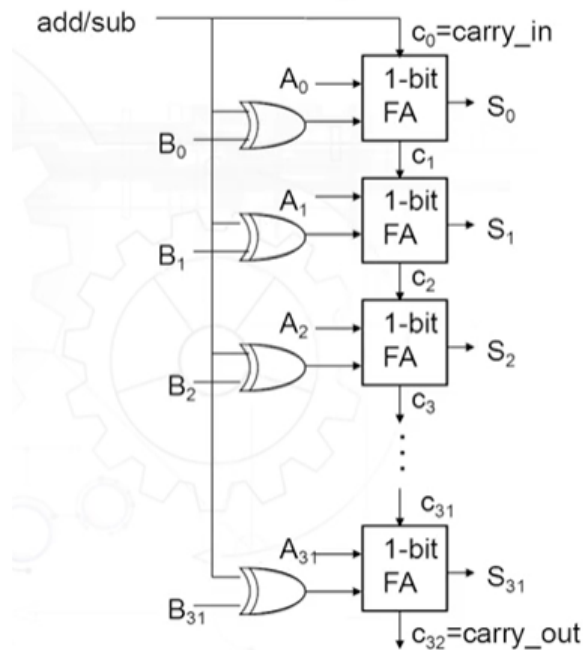 add/sub
c₀=carry_in
A₀
1-bit
FA
S₀
B₀
c₁
A₁
1-bit
FA
S₁
B₁
c₂
A₂
1-bit
FA
S₂
B₂
c₃
c₃₁
A₃₁
1-bit
FA
S₃₁
B₃₁
c₃₂=carry_out